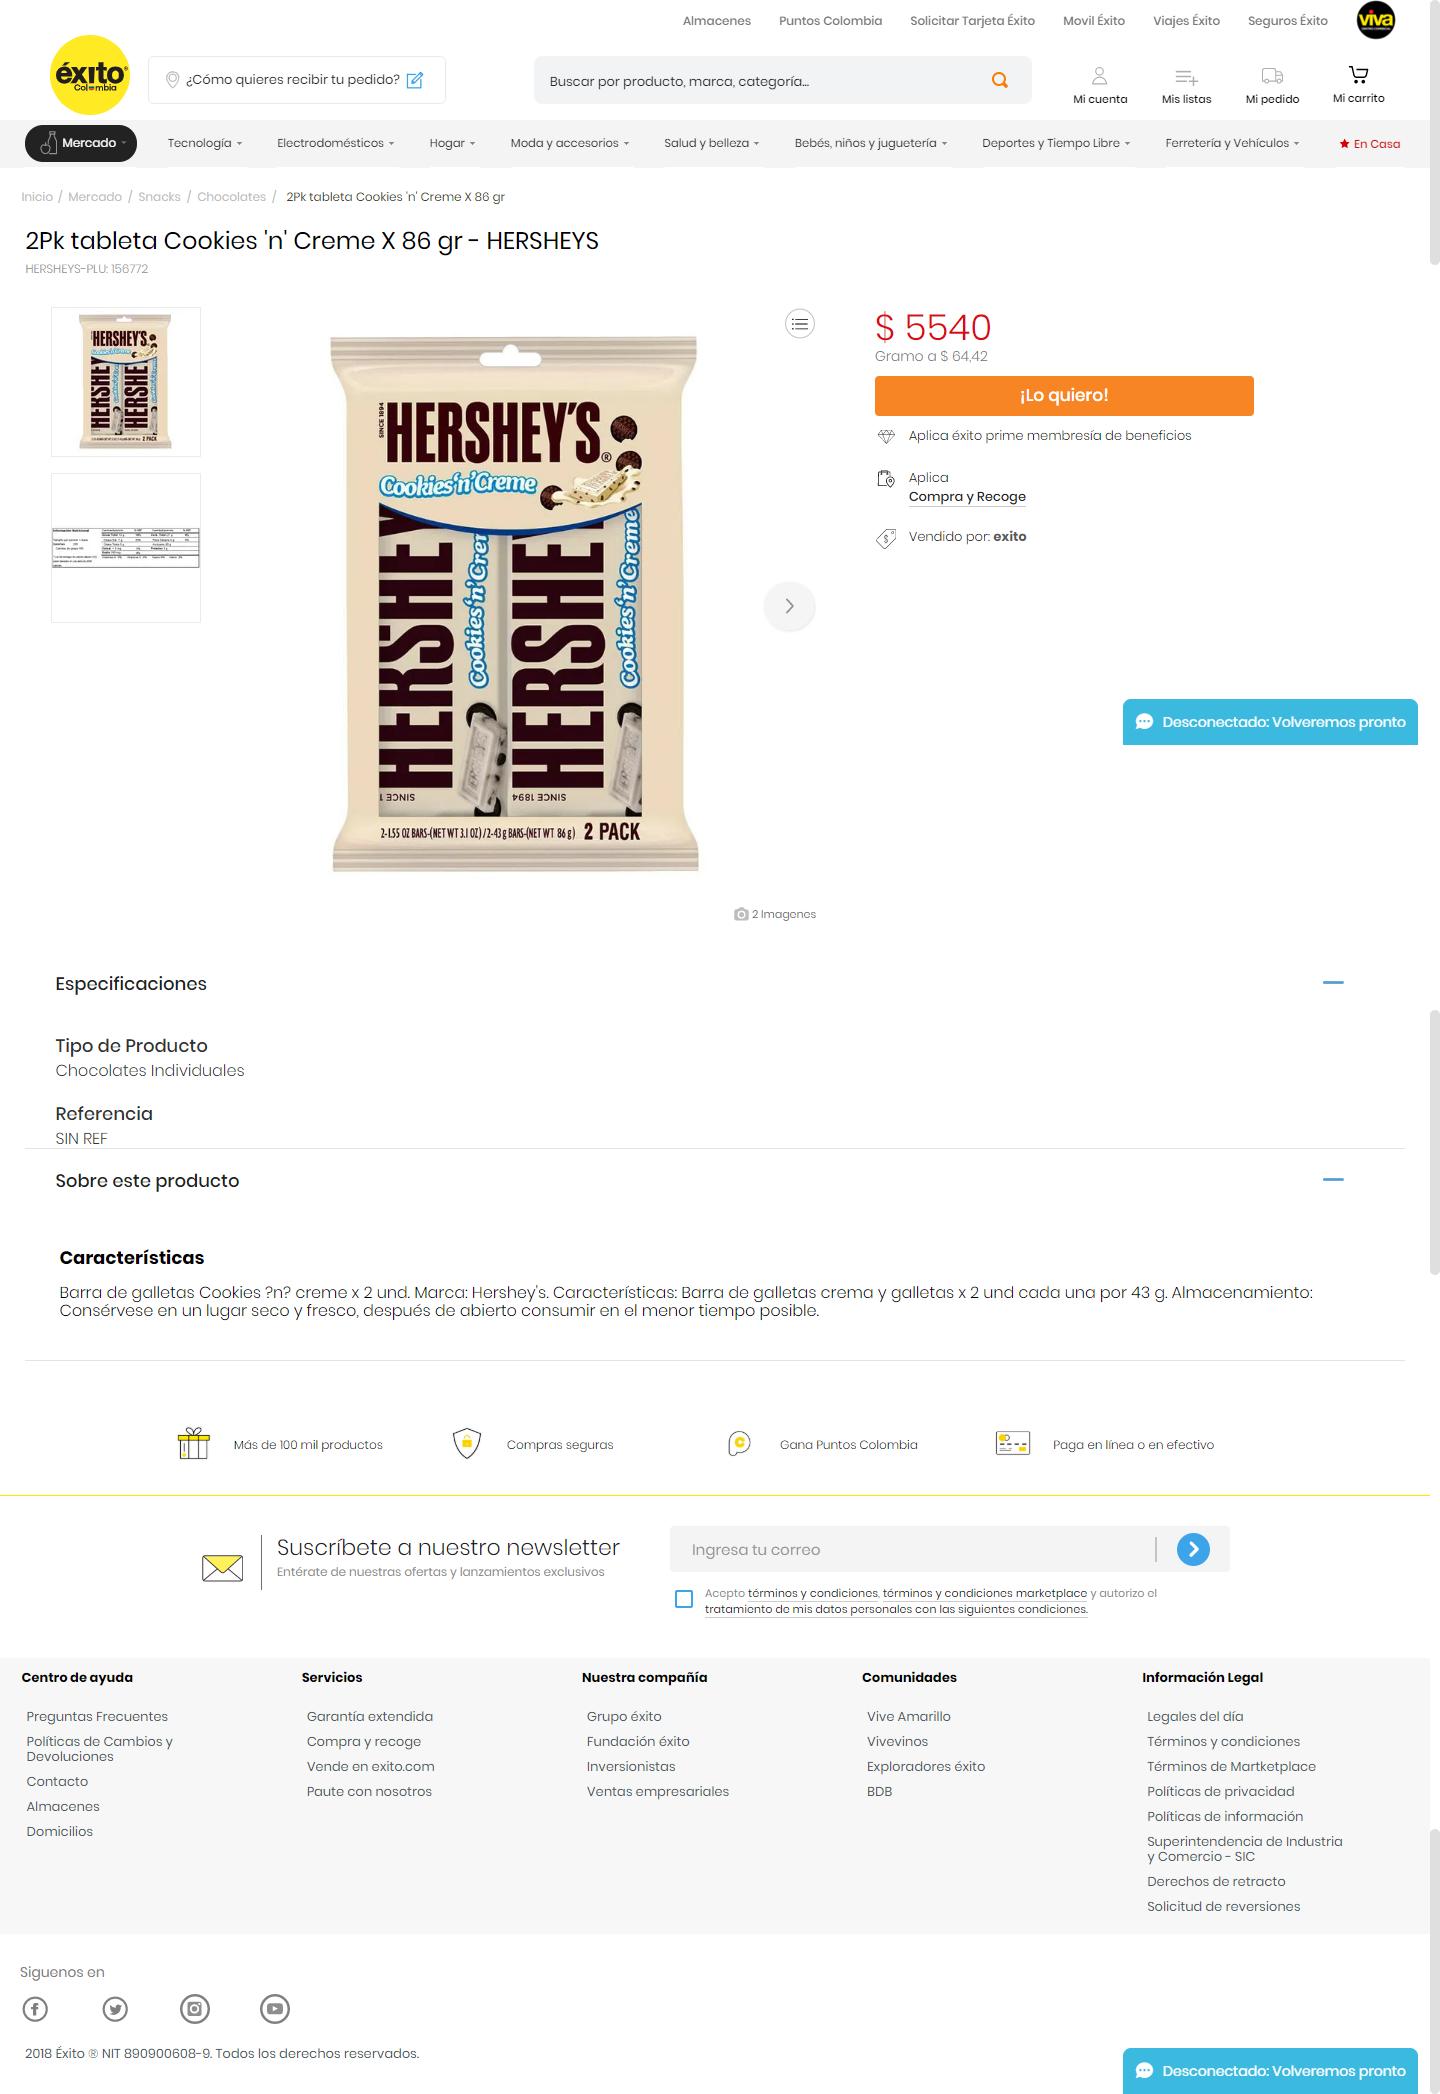 Almacenes Puntos Colombia Solicitar Tarjeta Éxito Movil Éxito Viajes Éxito Seguros Éxito viva
éxito
Colombia
¿Cómo quieres recibir tu pedido?
Buscar por producto, marca, categoría...
Mi cuenta Mis listas Mi pedido Mi carrito
Mercado Tecnología Electrodomésticos Hogar Moda y accesorios Salud y belleza Bebés, niños y juguetería Deportes y Tiempo Libre Ferretería y Vehículos En Casa
Inicio / Mercado / Snacks / Chocolates / 2Pk tableta Cookies 'n' Creme X 86 gr
2Pk tableta Cookies 'n' Creme X 86 gr - HERSHEYS
HERSHEYS-PLU: 156772
SINCE 1894
HERSHEY'S®
Cookies'n'Creme
HERSHE
Cookies'n'Crem
HERSHE
Cookies'n'Creme
SINCE 1
SINCE 1894
2-1.55 OZ BARS-(NET WT 3.1 OZ)/2-43 g BARS-(NET WT 86 g) 2 PACK
2 Imagenes
$ 5540
Gramo a $ 64,42
¡Lo quiero!
Aplica éxito prime membresía de beneficios
Aplica
Compra y Recoge
Vendido por: exito
Desconectado: Volveremos pronto
Especificaciones
Tipo de Producto
Chocolates Individuales
Referencia
SIN REF
Sobre este producto
Características
Barra de galletas Cookies ?n? creme x 2 und. Marca: Hershey's. Características: Barra de galletas crema y galletas x 2 und cada una por 43 g. Almacenamiento:
Consérvese en un lugar seco y fresco, después de abierto consumir en el menor tiempo posible.
Más de 100 mil productos
Compras seguras
Gana Puntos Colombia
Paga en línea o en efectivo
Suscríbete a nuestro newsletter
Entérate de nuestras ofertas y lanzamientos exclusivos
Ingresa tu correo
Acepto términos y condiciones, términos y condiciones marketplace y autorizo el
tratamiento de mis datos personales con las siguientes condiciones.
Centro de ayuda
Preguntas Frecuentes
Políticas de Cambios y
Devoluciones
Contacto
Almacenes
Domicilios
Servicios
Garantía extendida
Compra y recoge
Vende en exito.com
Paute con nosotros
Nuestra compañía
Grupo éxito
Fundación éxito
Inversionistas
Ventas empresariales
Comunidades
Vive Amarillo
Vivevinos
Exploradores éxito
BDB
Información Legal
Legales del día
Términos y condiciones
Términos de Martketplace
Políticas de privacidad
Políticas de información
Superintendencia de Industria
y Comercio - SIC
Derechos de retracto
Solicitud de reversiones
Siguenos en
2018 Éxito ® NIT 890900608-9. Todos los derechos reservados.
Desconectado: Volveremos pronto